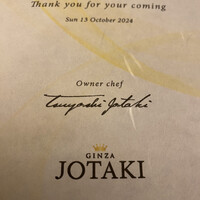 Thank you for your coming
Sun 13 October 2024
Owner chef
Tsuyoshi Jotaki
GINZA
JOTAKI